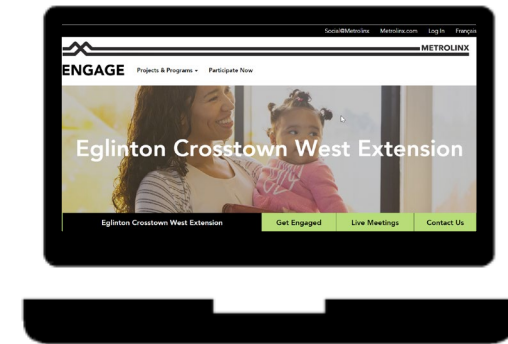 Social@Metrolinx Metrolinx.com Log In Français
METROLINX
ENGAGE Projects & Programs Participate Now
Eglinton Crosstown West Extension
Eglinton Crosstown West Extension Get Engaged Live Meetings Contact Us